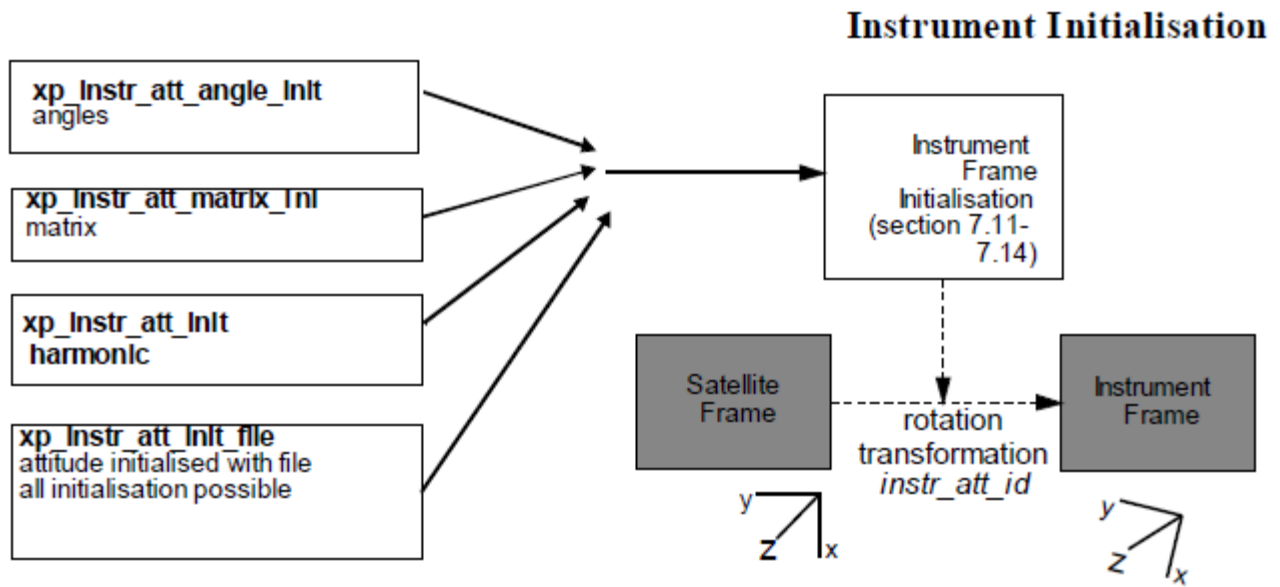 Instrument Initialisation
xp_Instr_att_angle_Init
angles
xp_Instr_att_matrix_Ini
matrix
xp_Instr_att_Init
harmonic
xp_Instr_att_Init_file
attitude initialised with file
all initialisation possible
Instrument
Frame
Initialisation
(section 7.11-
7.14)
Satellite
Frame
rotation
transformation
instr_att_id
Instrument
Frame
y
z
x
y
z
x